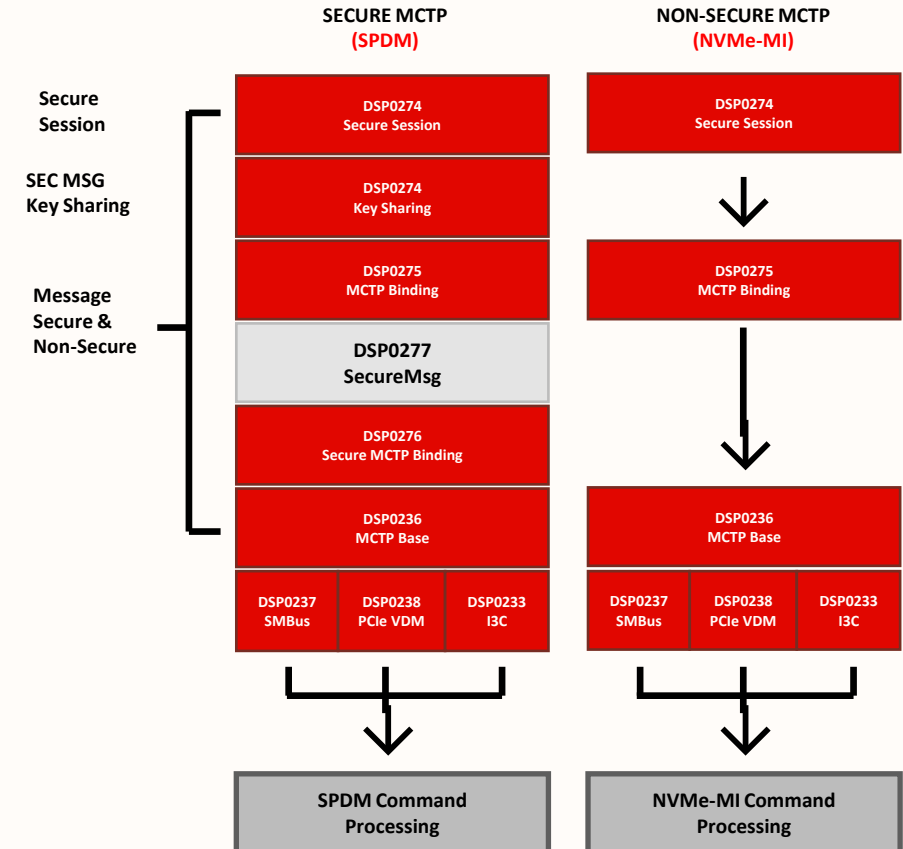 SECURE MCTP
(SPDM)
NON-SECURE MCTP
(NVMe-MI)
Secure
Session
SEC MSG
Key Sharing
Message
Secure &
Non-Secure
DSP0274
Secure Session
DSP0274
Key Sharing
DSP0275
MCTP Binding
DSP0277
SecureMsg
DSP0276
Secure MCTP Binding
DSP0236
MCTP Base
DSP0237
SMBus
DSP0238
PCIe VDM
DSP0233
I3C
SPDM Command
Processing
DSP0274
Secure Session
DSP0275
MCTP Binding
DSP0236
MCTP Base
DSP0237
SMBus
DSP0238
PCIe VDM
DSP0233
I3C
NVMe-MI Command
Processing